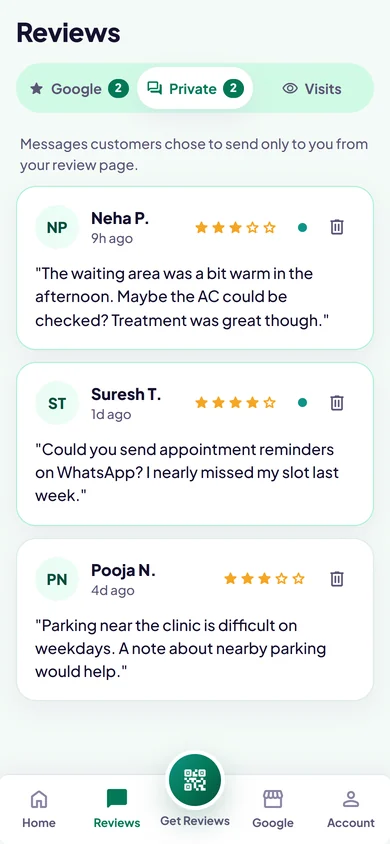 Reviews
Google 2 Private 2 Visits
Messages customers chose to send only to you from
your review page.
NP
Neha P.
9h ago
"The waiting area was a bit warm in the
afternoon. Maybe the AC could be
checked? Treatment was great though."
ST
Suresh T.
1d ago
"Could you send appointment reminders
on WhatsApp? I nearly missed my slot last
week."
PN
Pooja N.
4d ago
"Parking near the clinic is difficult on
weekdays. A note about nearby parking
would help."
Home Reviews Get Reviews Google Account